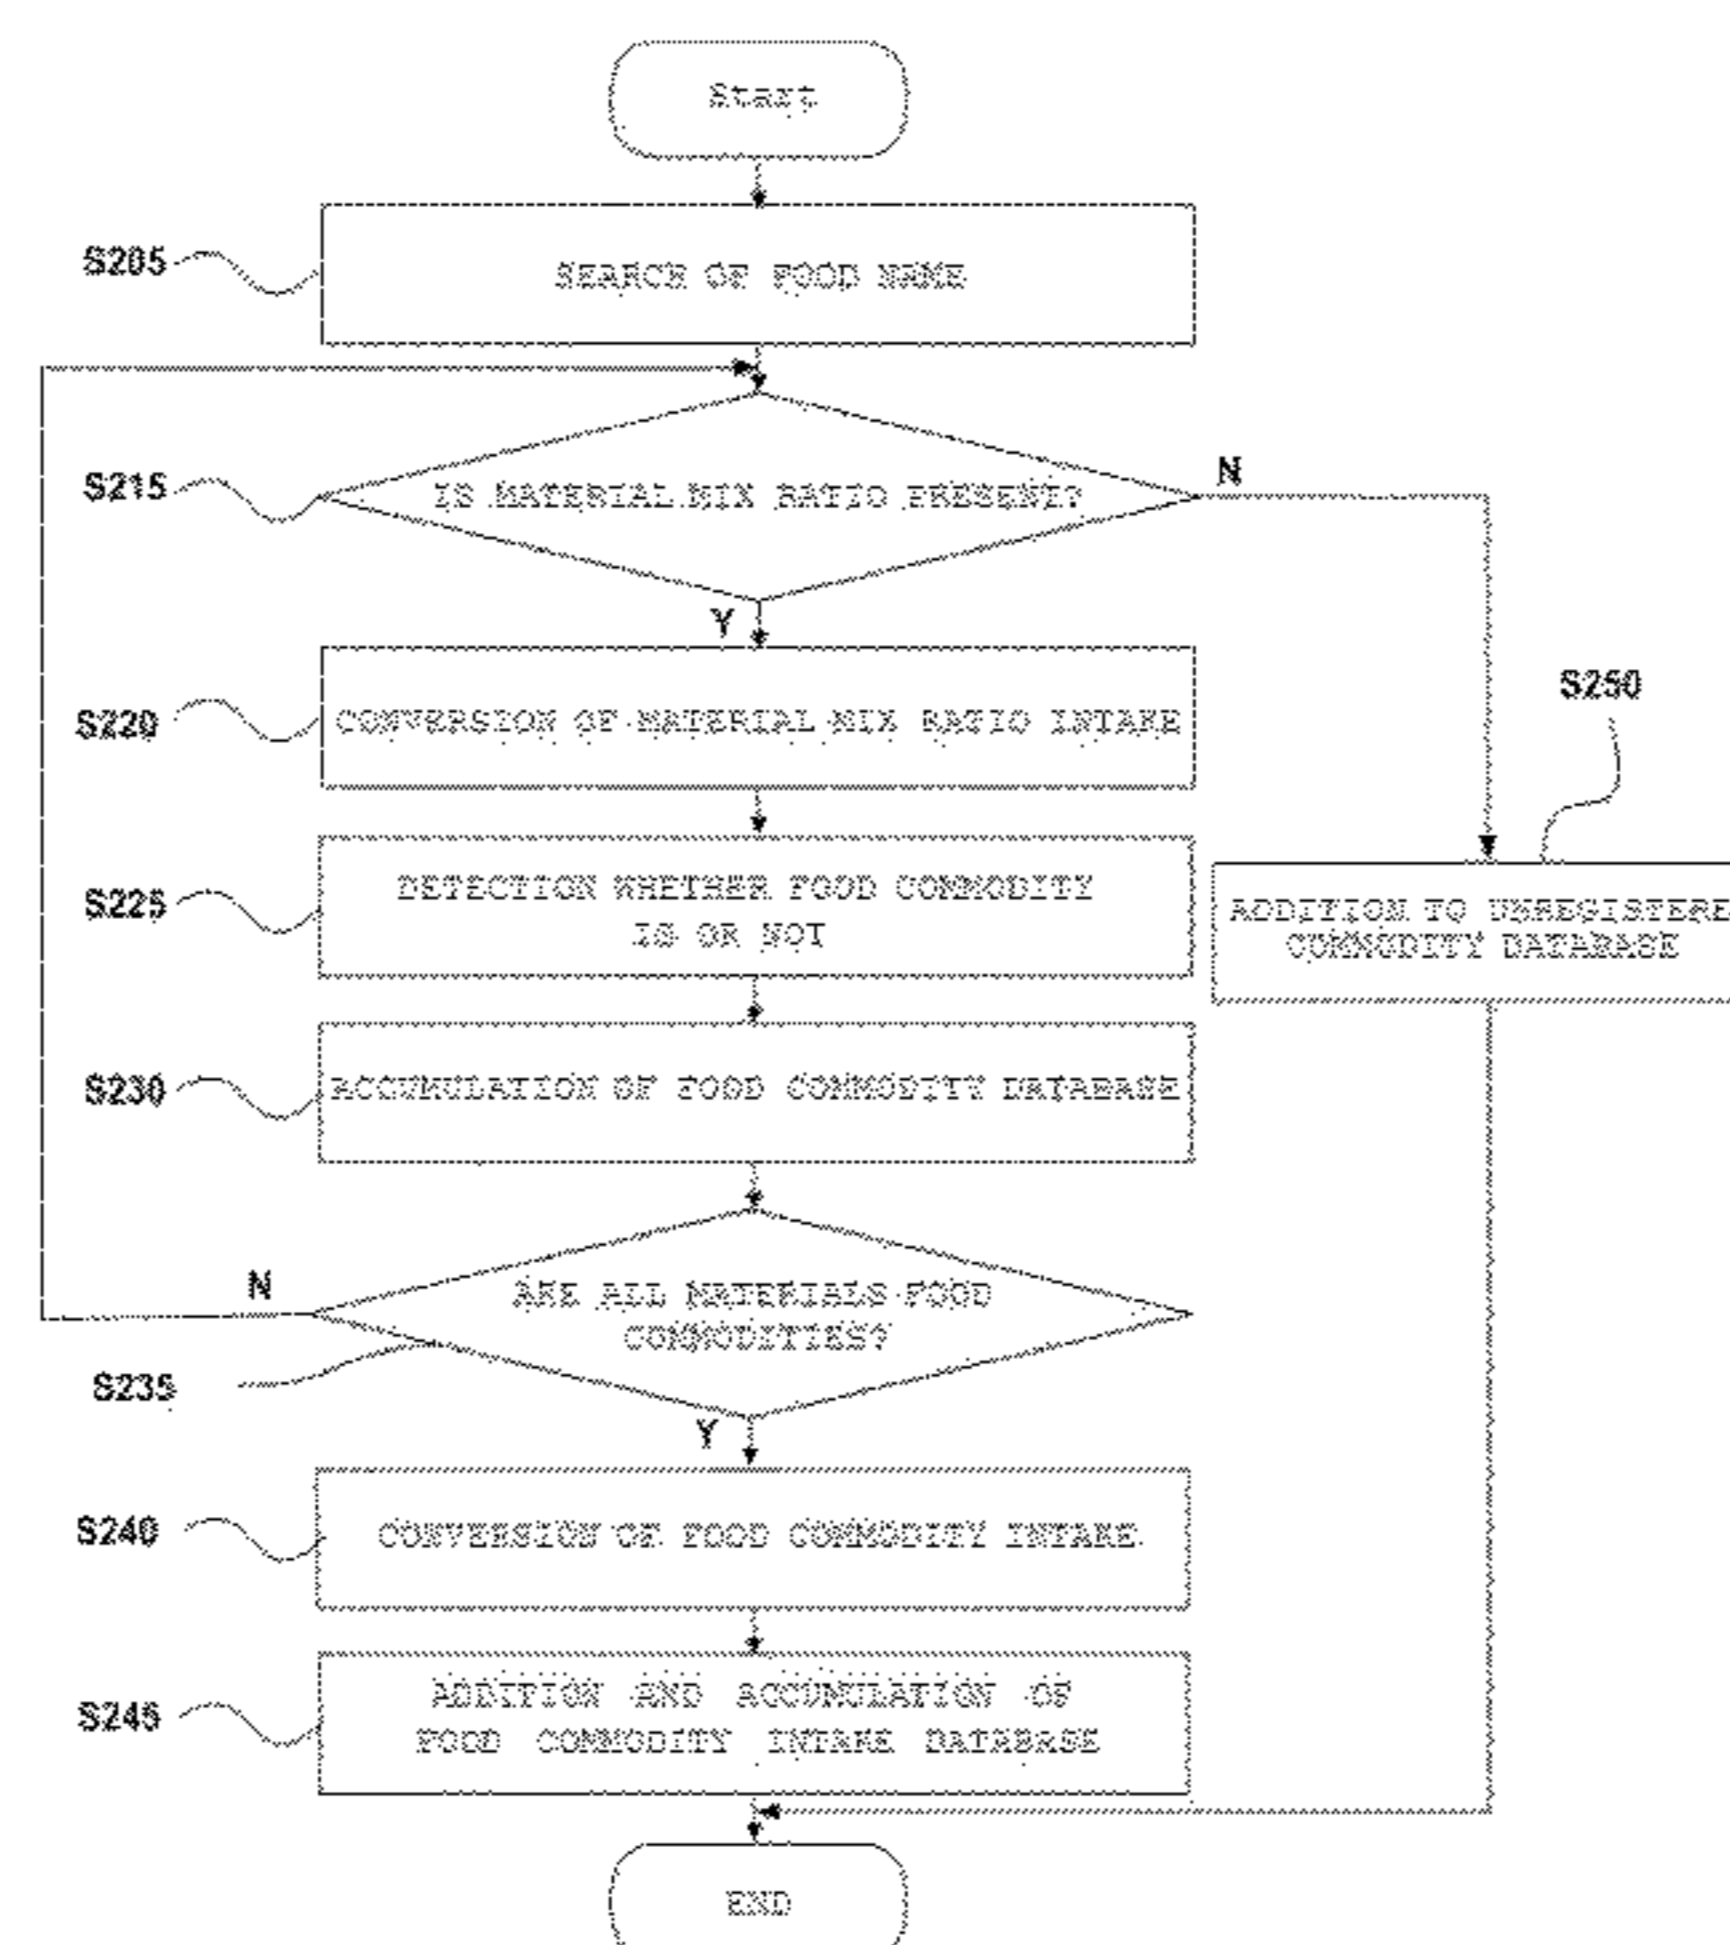 Start
S205
SEARCH OF FOOD NAME
S215
IS MATERIAL MIX RATIO PRESENT?
N
Y
S220
CONVERSION OF MATERIAL MIX RATIO INTAKE
S250
S225
DETECTION WHETHER FOOD COMMODITY
IS OR NOT
ADDITION TO UNREGISTERE
COMMODITY DATABASE
S230
ACCUMULATION OF FOOD COMMODITY DATABASE
N
ARE ALL MATERIALS FOOD
COMMODITIES?
S235
Y
S240
CONVERSION OF FOOD COMMODITY INTAKE
S245
ADDITION AND ACCUMULATION OF
FOOD COMMODITY INTAKE DATABASE
END